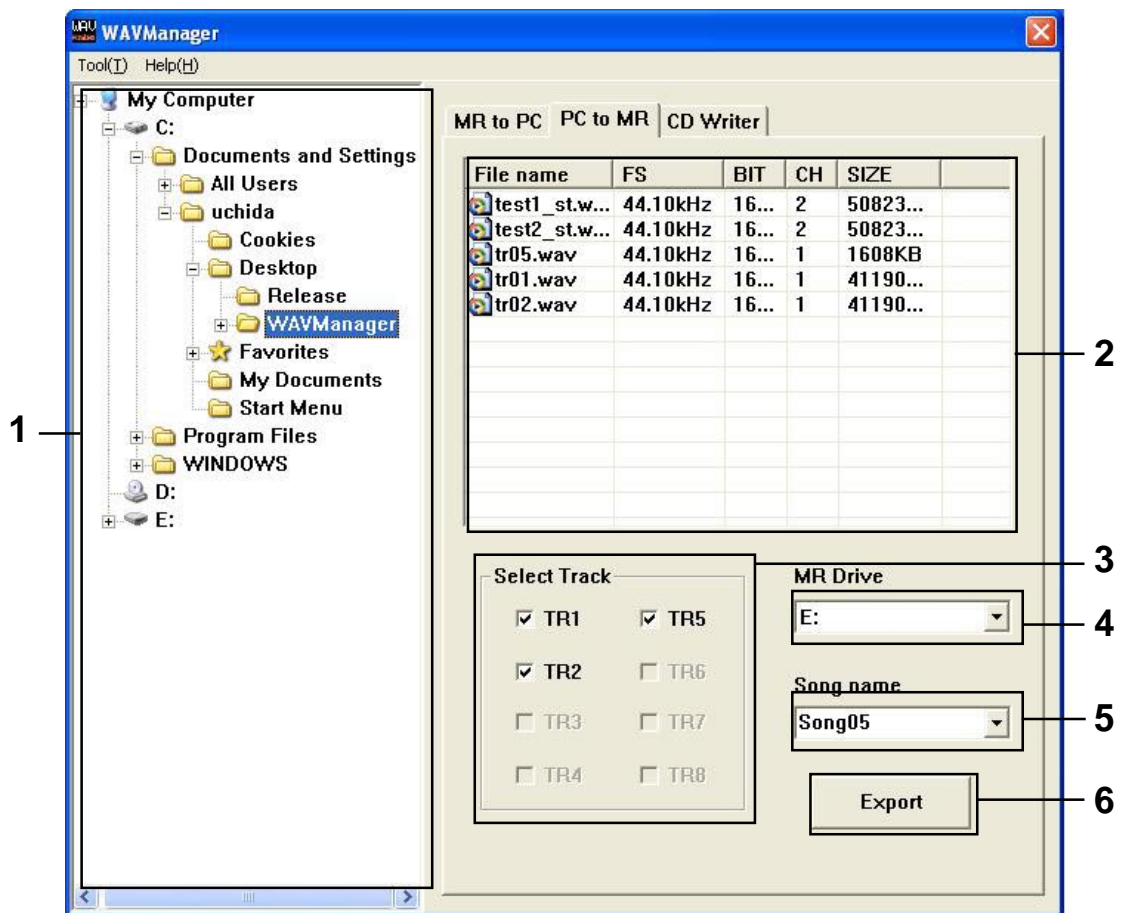 WAVManager
Tool(T) Help(H)
My Computer
C:
Documents and Settings
All Users
uchida
Cookies
Desktop
Release
WAVManager
Favorites
My Documents
Start Menu
Program Files
WINDOWS
D:
E:
1
MR to PC PC to MR CD Writer
File name FS BIT CH SIZE
test1_st.w... 44.10kHz 16... 2 50823...
test2_st.w... 44.10kHz 16... 2 50823...
tr05.wav 44.10kHz 16... 1 1608KB
tr01.wav 44.10kHz 16... 1 41190...
tr02.wav 44.10kHz 16... 1 41190...
2
Select Track
TR1 TR5
TR2 TR6
TR3 TR7
TR4 TR8
3
MR Drive
E:
4
Song name
Song05
5
Export
6